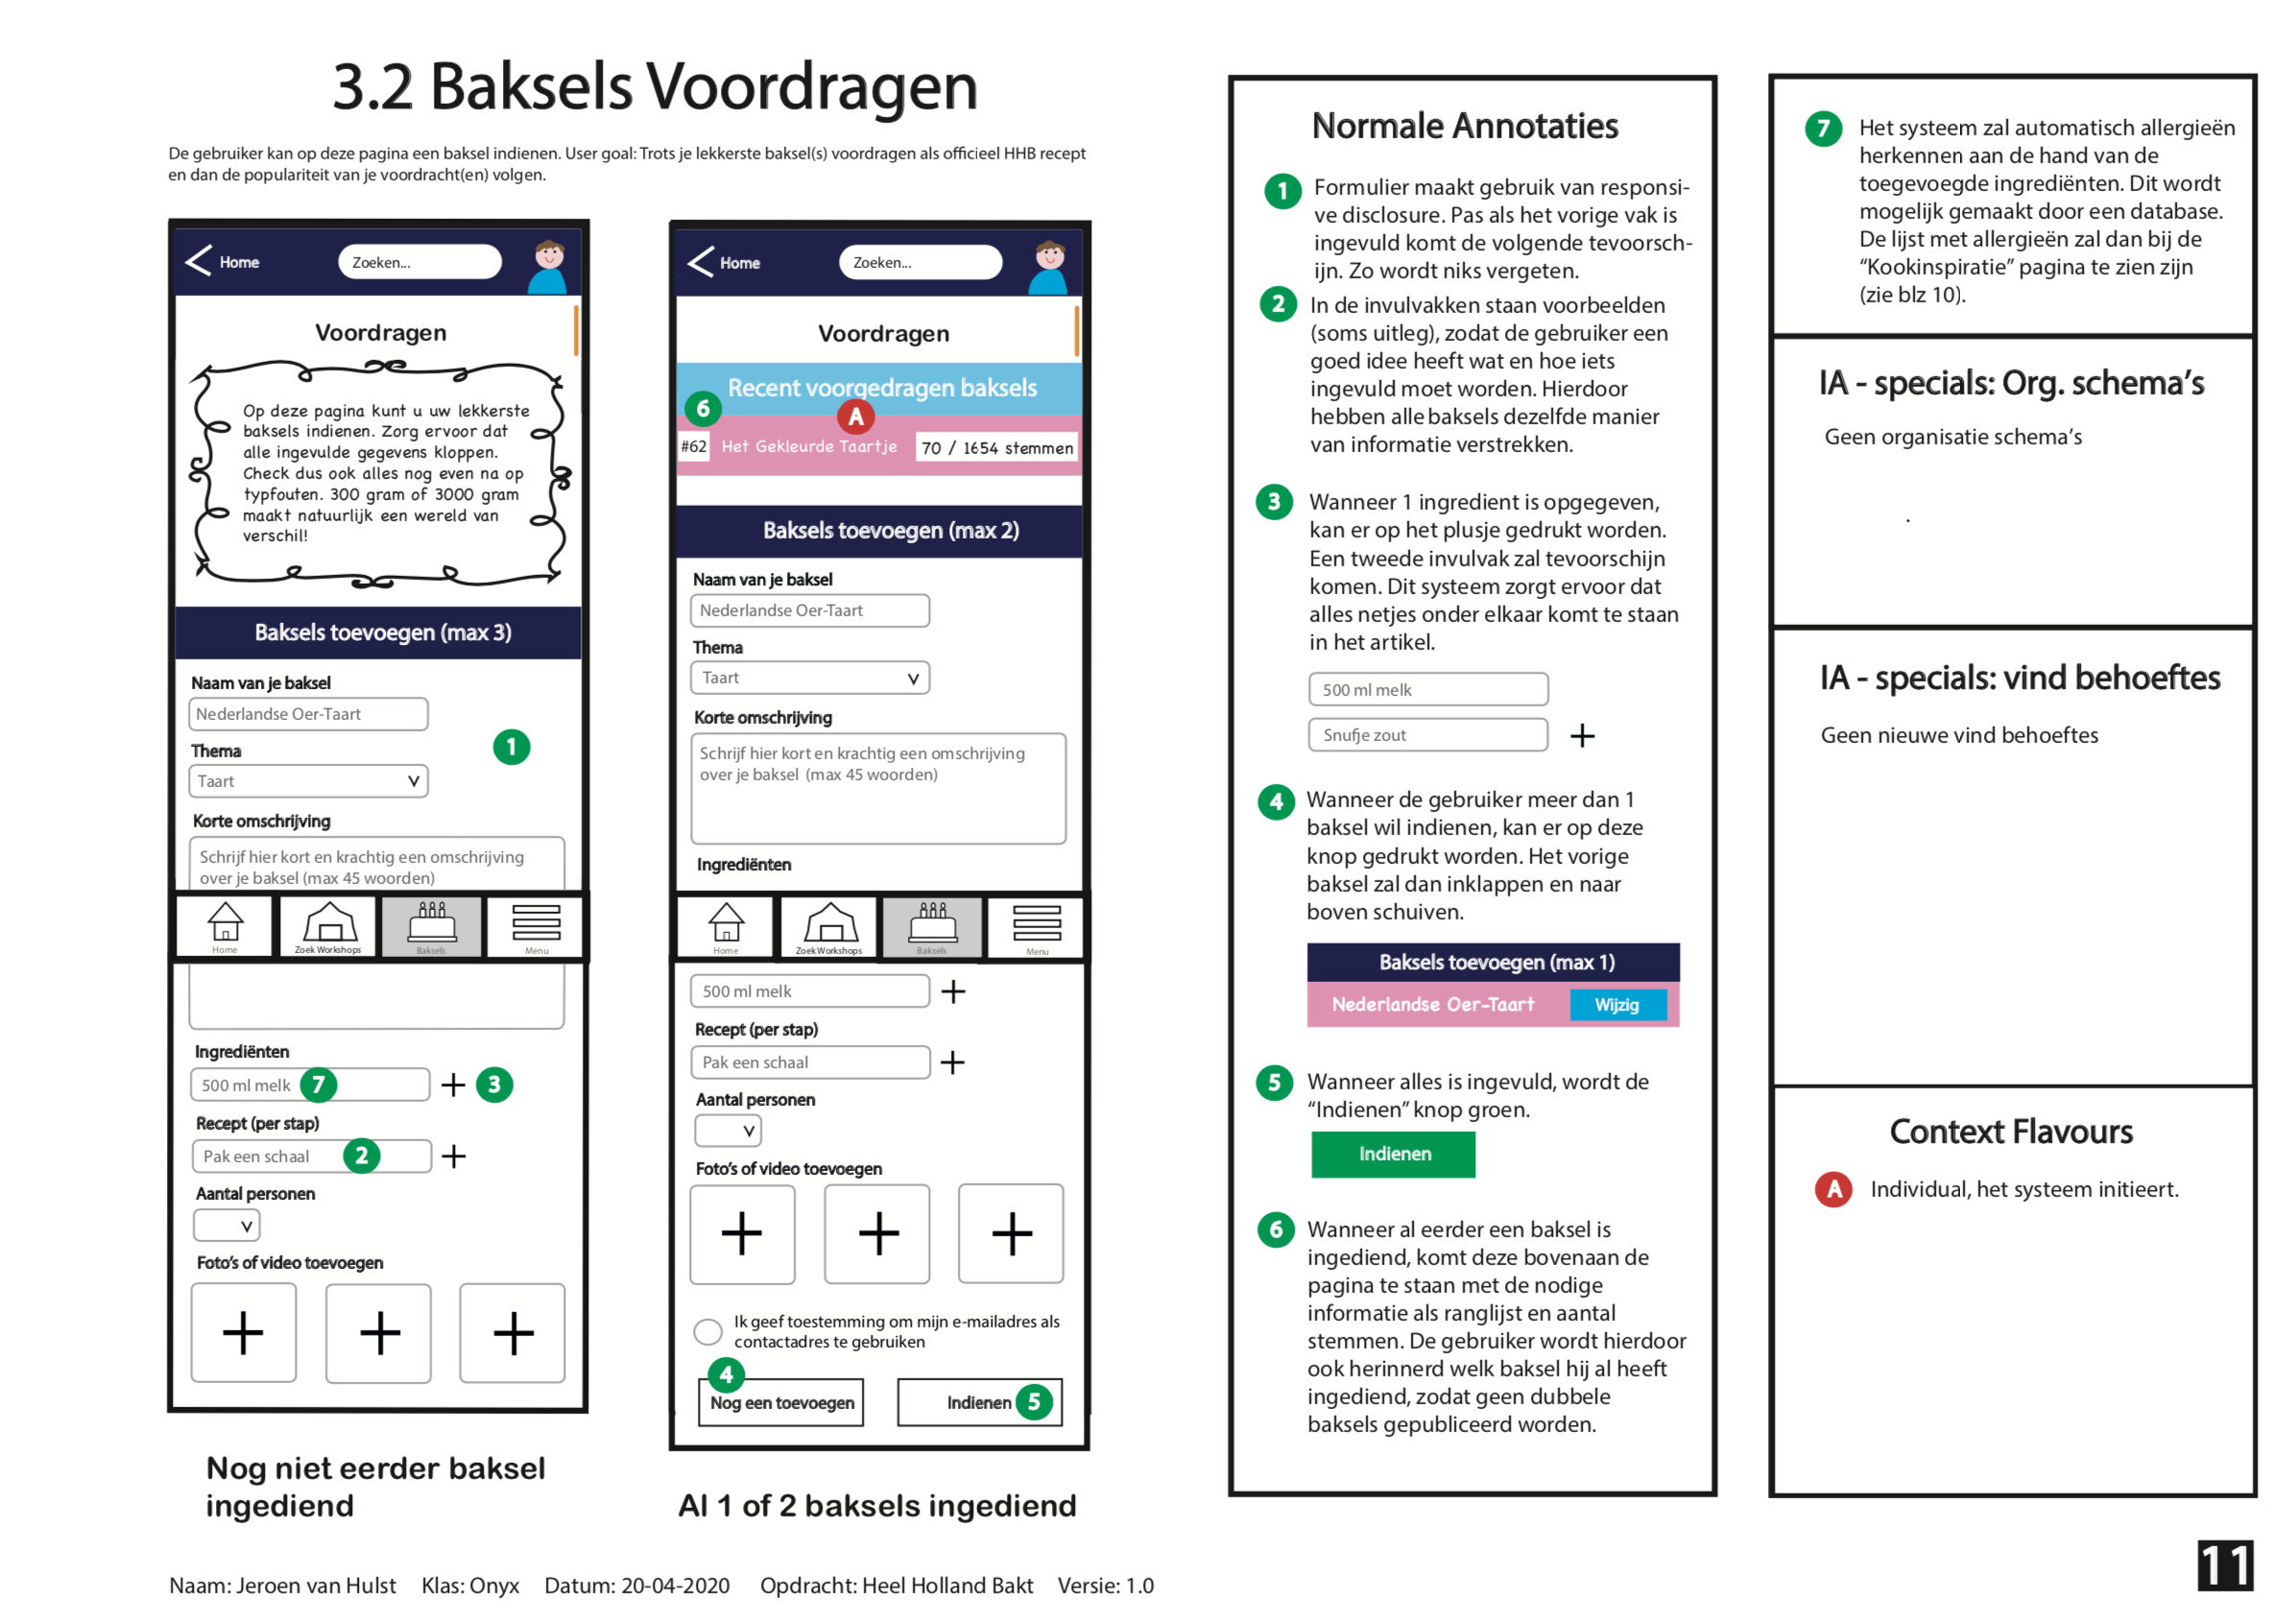 3.2 Baksels Voordragen
De gebruiker kan op deze pagina een baksel indienen. User goal: Trots je lekkerste baksel(s) voordragen als officieel HHB recept
en dan de populariteit van je voordracht(en) volgen.
Home
Zoeken...
Voordragen
Op deze pagina kunt u uw lekkerste
baksels indienen. Zorg ervoor dat
alle ingevulde gegevens kloppen.
Check dus ook alles nog even na op
typfouten. 300 gram of 3000 gram
maakt natuurlijk een wereld van
verschil!
Baksels toevoegen (max 3)
Naam van je baksel
Nederlandse Oer-Taart
1
Thema
Taart
Korte omschrijving
Schrijf hier kort en krachtig een omschrijving
over je baksel (max 45 woorden)
Home
Zoek Workshops
Baksels
Menu
Ingrediënten
500 ml melk 7 + 3
Recept (per stap)
Pak een schaal 2 +
Aantal personen
Foto's of video toevoegen
+ + +
Nog niet eerder baksel
ingediend
Home
Zoeken...
Voordragen
Recent voorgedragen baksels
6
A
#62 Het Gekleurde Taartje 70 / 1654 stemmen
Baksels toevoegen (max 2)
Naam van je baksel
Nederlandse Oer-Taart
Thema
Taart
Korte omschrijving
Schrijf hier kort en krachtig een omschrijving
over je baksel (max 45 woorden)
Ingrediënten
Home
Zoek Workshops
Baksels
Menu
500 ml melk +
Recept (per stap)
Pak een schaal +
Aantal personen
Foto's of video toevoegen
+ + +
Ik geef toestemming om mijn e-mailadres als
contactadres te gebruiken
4
Nog een toevoegen
Indienen 5
Al 1 of 2 baksels ingediend
Normale Annotaties
1 Formulier maakt gebruik van responsi-
ve disclosure. Pas als het vorige vak is
ingevuld komt de volgende tevoorsch-
ijn. Zo wordt niks vergeten.
2 In de invulvakken staan voorbeelden
(soms uitleg), zodat de gebruiker een
goed idee heeft wat en hoe iets
ingevuld moet worden. Hierdoor
hebben alle baksels dezelfde manier
van informatie verstrekken.
3 Wanneer 1 ingredient is opgegeven,
kan er op het plusje gedrukt worden.
Een tweede invulvak zal tevoorschijn
komen. Dit systeem zorgt ervoor dat
alles netjes onder elkaar komt te staan
in het artikel.
500 ml melk
Snufje zout +
4 Wanneer de gebruiker meer dan 1
baksel wil indienen, kan er op deze
knop gedrukt worden. Het vorige
baksel zal dan inklappen en naar
boven schuiven.
Baksels toevoegen (max 1)
Nederlandse Oer-Taart Wijzig
5 Wanneer alles is ingevuld, wordt de
“Indienen” knop groen.
Indienen
6 Wanneer al eerder een baksel is
ingediend, komt deze bovenaan de
pagina te staan met de nodige
informatie als ranglijst en aantal
stemmen. De gebruiker wordt hierdoor
ook herinnerd welk baksel hij al heeft
ingediend, zodat geen dubbele
baksels gepubliceerd worden.
7 Het systeem zal automatisch allergieën
herkennen aan de hand van de
toegevoegde ingrediënten. Dit wordt
mogelijk gemaakt door een database.
De lijst met allergieën zal dan bij de
“Kookinspiratie” pagina te zien zijn
(zie blz 10).
IA - specials: Org. schema's
Geen organisatie schema's
.
IA - specials: vind behoeftes
Geen nieuwe vind behoeftes
Context Flavours
A Individual, het systeem initieert.
Naam: Jeroen van Hulst Klas: Onyx Datum: 20-04-2020 Opdracht: Heel Holland Bakt Versie: 1.0
11